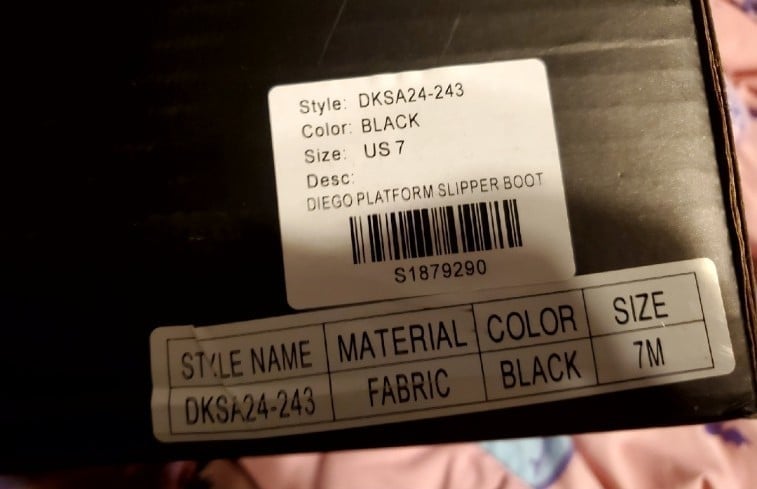 Style: DKSA24-243
Color: BLACK
Size: US 7
Desc:
DIEGO PLATFORM SLIPPER BOOT
S1879290
STYLE NAME MATERIAL COLOR SIZE
DKSA24-243 FABRIC BLACK 7M